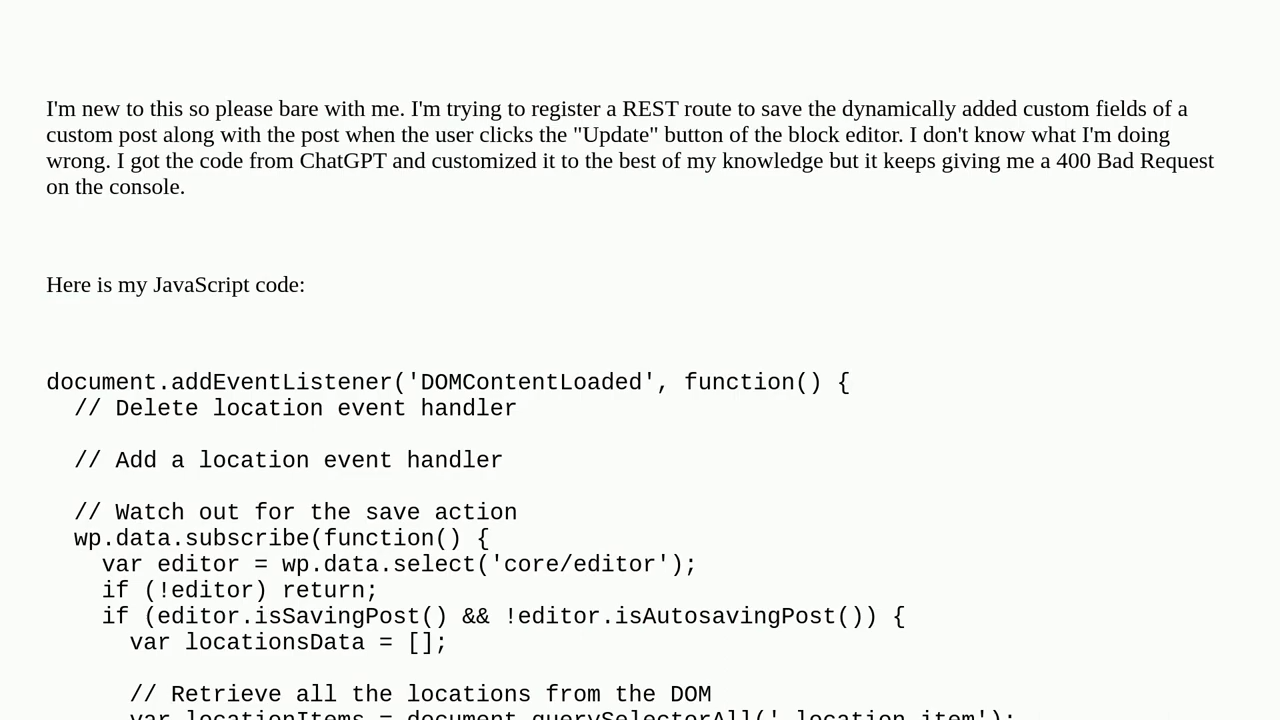 I'm new to this so please bare with me. I'm trying to register a REST route to save the dynamically added custom fields of a
custom post along with the post when the user clicks the "Update" button of the block editor. I don't know what I'm doing
wrong. I got the code from ChatGPT and customized it to the best of my knowledge but it keeps giving me a 400 Bad Request
on the console.
Here is my JavaScript code:
document.addEventListener('DOMContentLoaded', function() {
  // Delete location event handler
  // Add a location event handler
  // Watch out for the save action
  wp.data.subscribe(function() {
    var editor = wp.data.select('core/editor');
    if (!editor) return;
    if (editor.isSavingPost() && !editor.isAutosavingPost()) {
      var locationsData = [];
      // Retrieve all the locations from the DOM
      var locationItems = document.querySelectorAll('.location-item');